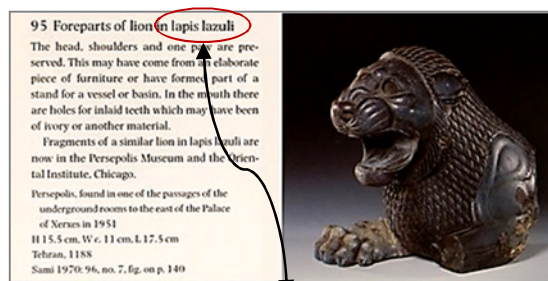 95 Foreparts of lion in lapis lazuli
The head, shoulders and one paw are pre-
served. This may have come from an elaborate
piece of furniture or have formed part of a
stand for a vessel or basin. In the mouth there
are holes for inlaid teeth which may have been
of ivory or another material.
Fragments of a similar lion in lapis lazuli are
now in the Persepolis Museum and the Orien-
tal Institute, Chicago.
Persepolis, found in one of the passages of the
underground rooms to the east of the Palace
of Xerxes in 1951
H 15.5 cm, W c. 11 cm, L 17.5 cm
Tehran, 1188
Sami 1970: 96, no. 7, fig. on p. 140